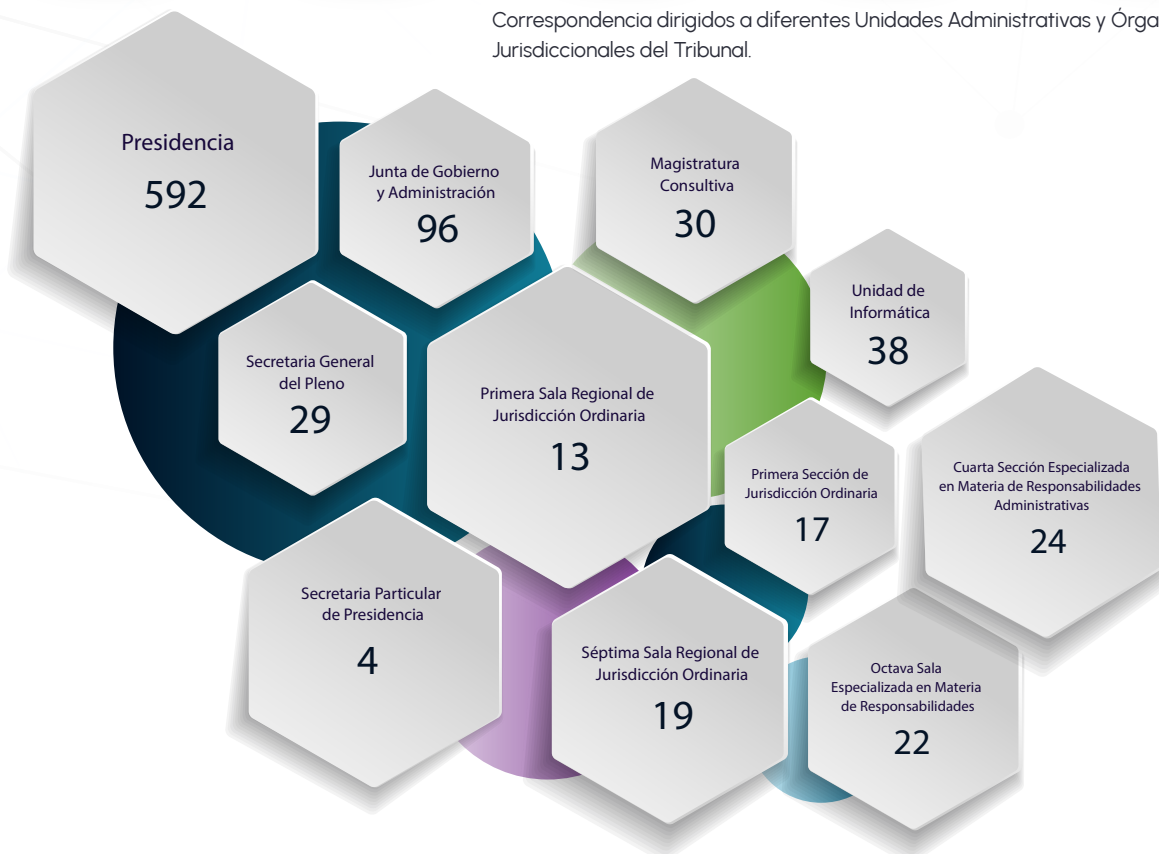 Correspondencia dirigidos a diferentes Unidades Administrativas y Órga
Jurisdiccionales del Tribunal.
Presidencia
592
Junta de Gobierno
y Administración
96
Magistratura
Consultiva
30
Unidad de
Informática
38
Secretaria General
del Pleno
29
Primera Sala Regional de
Jurisdicción Ordinaria
13
Primera Sección de
Jurisdicción Ordinaria
17
Cuarta Sección Especializada
en Materia de Responsabilidades
Administrativas
24
Secretaria Particular
de Presidencia
4
Séptima Sala Regional de
Jurisdicción Ordinaria
19
Octava Sala
Especializada en Materia
de Responsabilidades
22